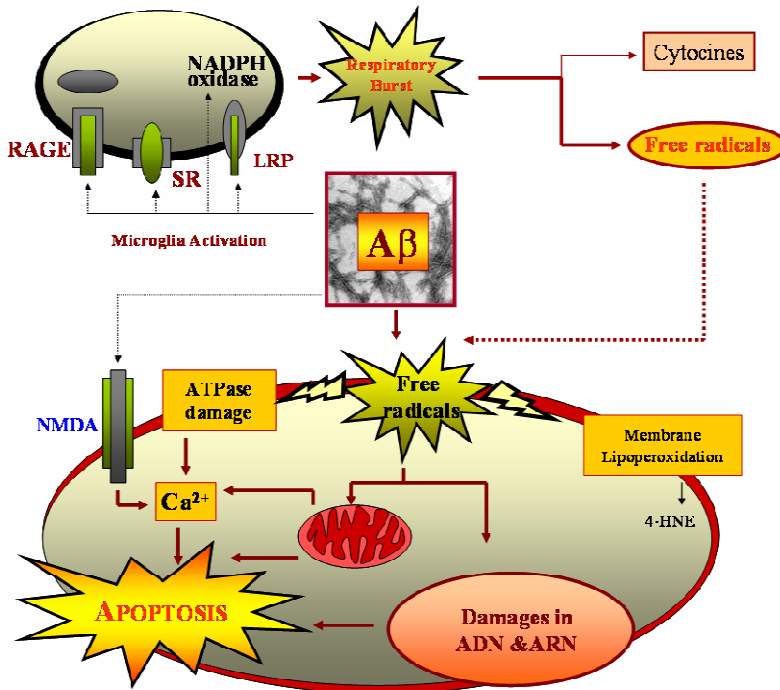 NADPH
oxidase
Respiratory
Burst
Cytocines
RAGE
SR
LRP
Free radicals
Microglia Activation
Aβ
NMDA
ATPase
damage
Free
radicals
Membrane
Lipoperoxidation
Ca²⁺
4-HNE
APOPTOSIS
Damages in
ADN &ARN